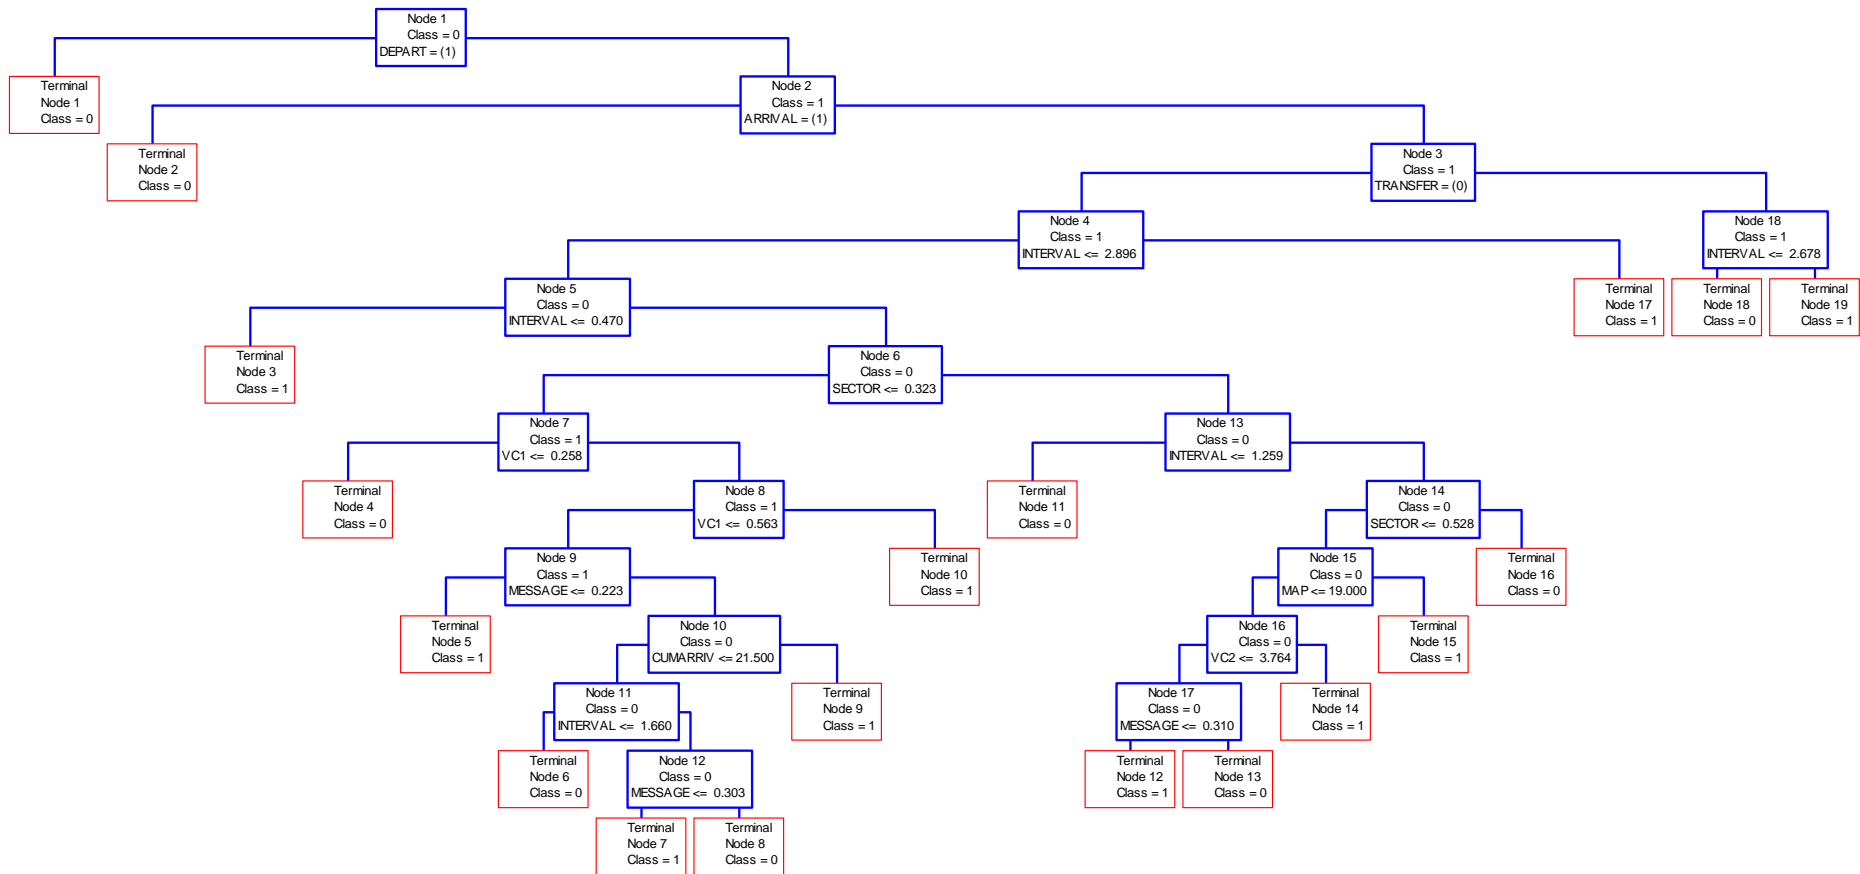 Node 1
Class = 0
DEPART = (1)
Terminal
Node 1
Class = 0
Node 2
Class = 1
ARRIVAL = (1)
Terminal
Node 2
Class = 0
Node 3
Class = 1
TRANSFER = (0)
Node 4
Class = 1
INTERVAL <= 2.896
Node 18
Class = 1
INTERVAL <= 2.678
Node 5
Class = 0
INTERVAL <= 0.470
Terminal
Node 17
Class = 1
Terminal
Node 18
Class = 0
Terminal
Node 19
Class = 1
Terminal
Node 3
Class = 1
Node 6
Class = 0
SECTOR <= 0.323
Node 7
Class = 1
VC1 <= 0.258
Node 13
Class = 0
INTERVAL <= 1.259
Terminal
Node 4
Class = 0
Node 8
Class = 1
VC1 <= 0.563
Terminal
Node 11
Class = 0
Node 14
Class = 0
SECTOR <= 0.528
Node 9
Class = 1
MESSAGE <= 0.223
Terminal
Node 10
Class = 1
Node 15
Class = 0
MAP <= 19.000
Terminal
Node 16
Class = 0
Terminal
Node 5
Class = 1
Node 10
Class = 0
CUMARRIV <= 21.500
Node 16
Class = 0
VC2 <= 3.764
Terminal
Node 15
Class = 1
Node 11
Class = 0
INTERVAL <= 1.660
Terminal
Node 9
Class = 1
Node 17
Class = 0
MESSAGE <= 0.310
Terminal
Node 14
Class = 1
Terminal
Node 6
Class = 0
Node 12
Class = 0
MESSAGE <= 0.303
Terminal
Node 12
Class = 1
Terminal
Node 13
Class = 0
Terminal
Node 7
Class = 1
Terminal
Node 8
Class = 0